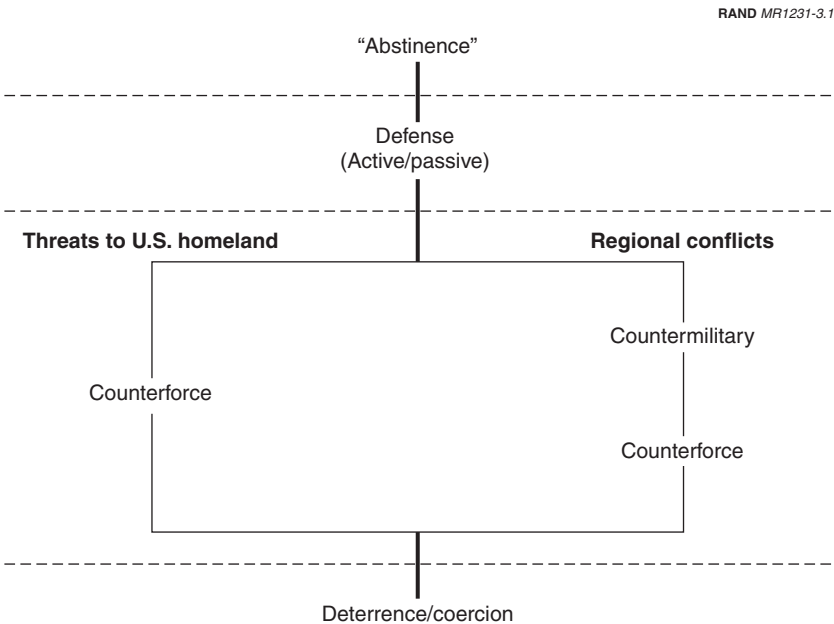 RAND MR1231-3.1
“Abstinence”
Defense
(Active/passive)
Threats to U.S. homeland
Regional conflicts
Countermilitary
Counterforce
Counterforce
Deterrence/coercion